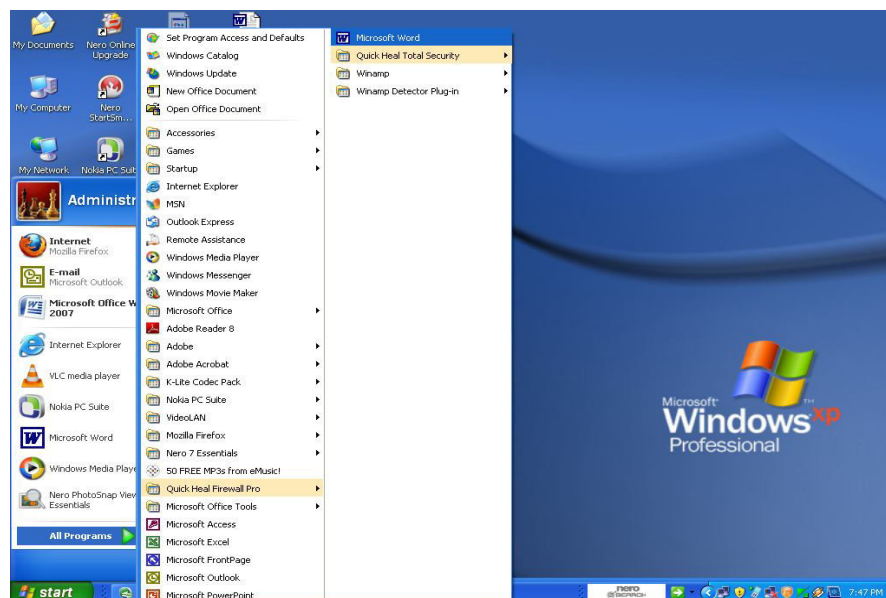 My Documents
Nero Online
Upgrade
My Computer
Nero
StartSm...
My Network
Nokia PC Suit
Administr
Internet
Mozilla Firefox
E-mail
Microsoft Outlook
Microsoft Office W
2007
Internet Explorer
VLC media player
Nokia PC Suite
Microsoft Word
Windows Media Playe
Nero PhotoSnap View
Essentials
All Programs
start
Set Program Access and Defaults
Windows Catalog
Windows Update
New Office Document
Open Office Document
Accessories
Games
Startup
Internet Explorer
MSN
Outlook Express
Remote Assistance
Windows Media Player
Windows Messenger
Windows Movie Maker
Microsoft Office
Adobe Reader 8
Adobe
Adobe Acrobat
K-Lite Codec Pack
Nokia PC Suite
VideoLAN
Mozilla Firefox
Nero 7 Essentials
50 FREE MP3s from eMusic!
Quick Heal Firewall Pro
Microsoft Office Tools
Microsoft Access
Microsoft Excel
Microsoft FrontPage
Microsoft Outlook
Microsoft PowerPoint
Microsoft Word
Quick Heal Total Security
Winamp
Winamp Detector Plug-in
Microsoft
Windows xp
Professional
nero
7:47 PM